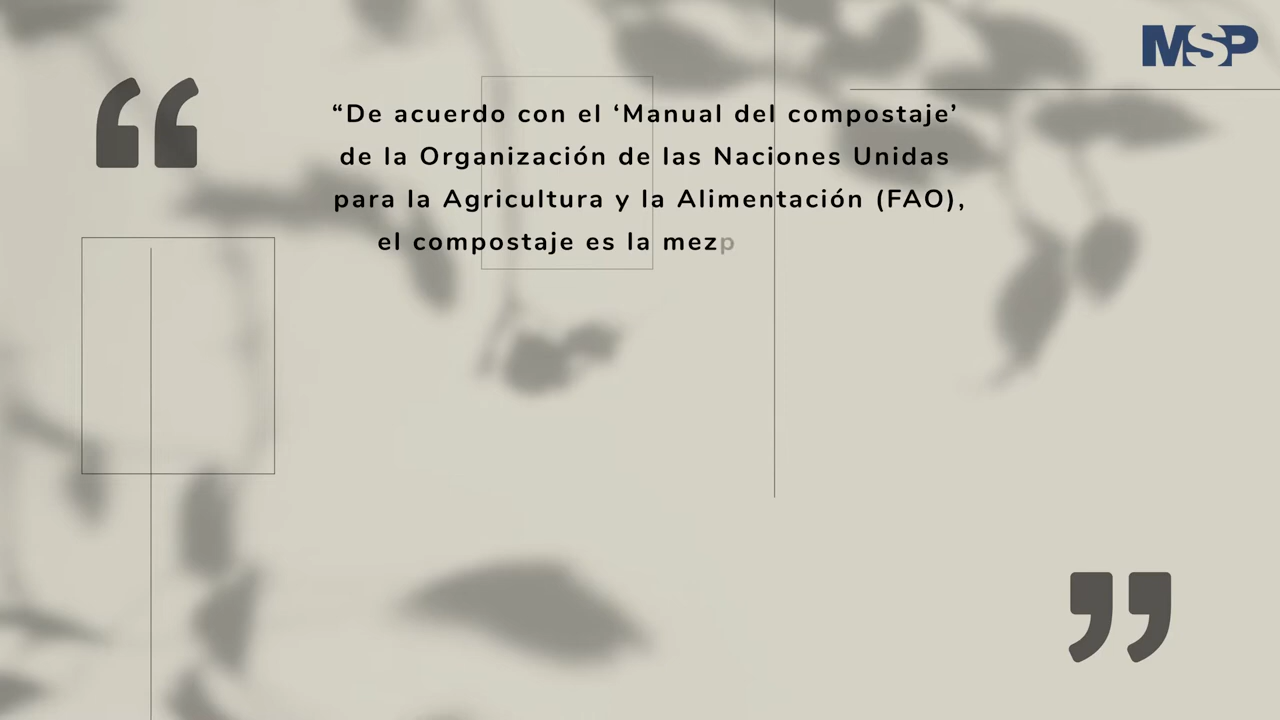 MSP
“De acuerdo con el ‘Manual del compostaje’
de la Organización de las Naciones Unidas
para la Agricultura y la Alimentación (FAO),
el compostaje es la mezp